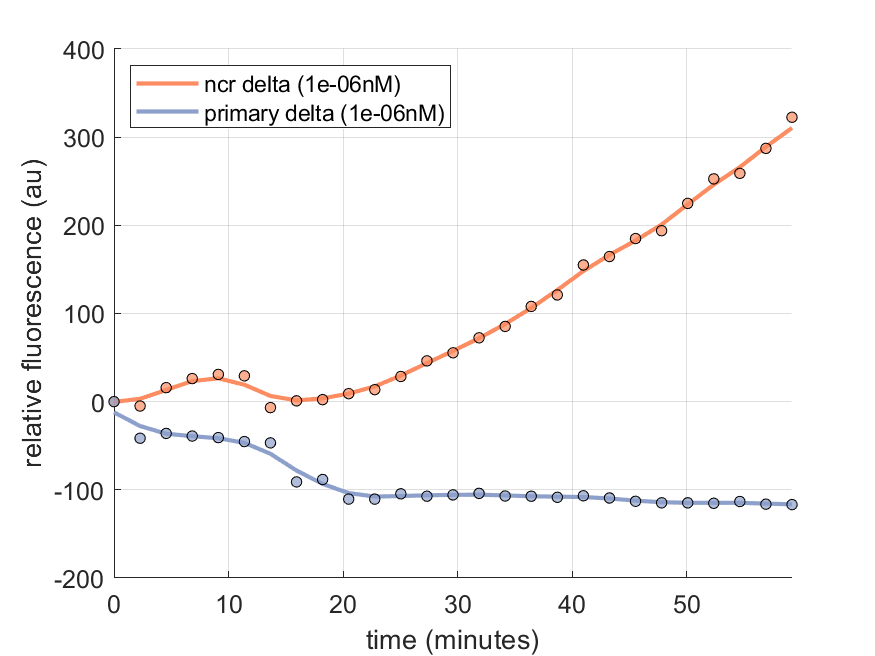 400
300
200
100
0
-100
-200
relative fluorescence (au)
ncr delta (1e-06nM)
primary delta (1e-06nM)
0 10 20 30 40 50
time (minutes)